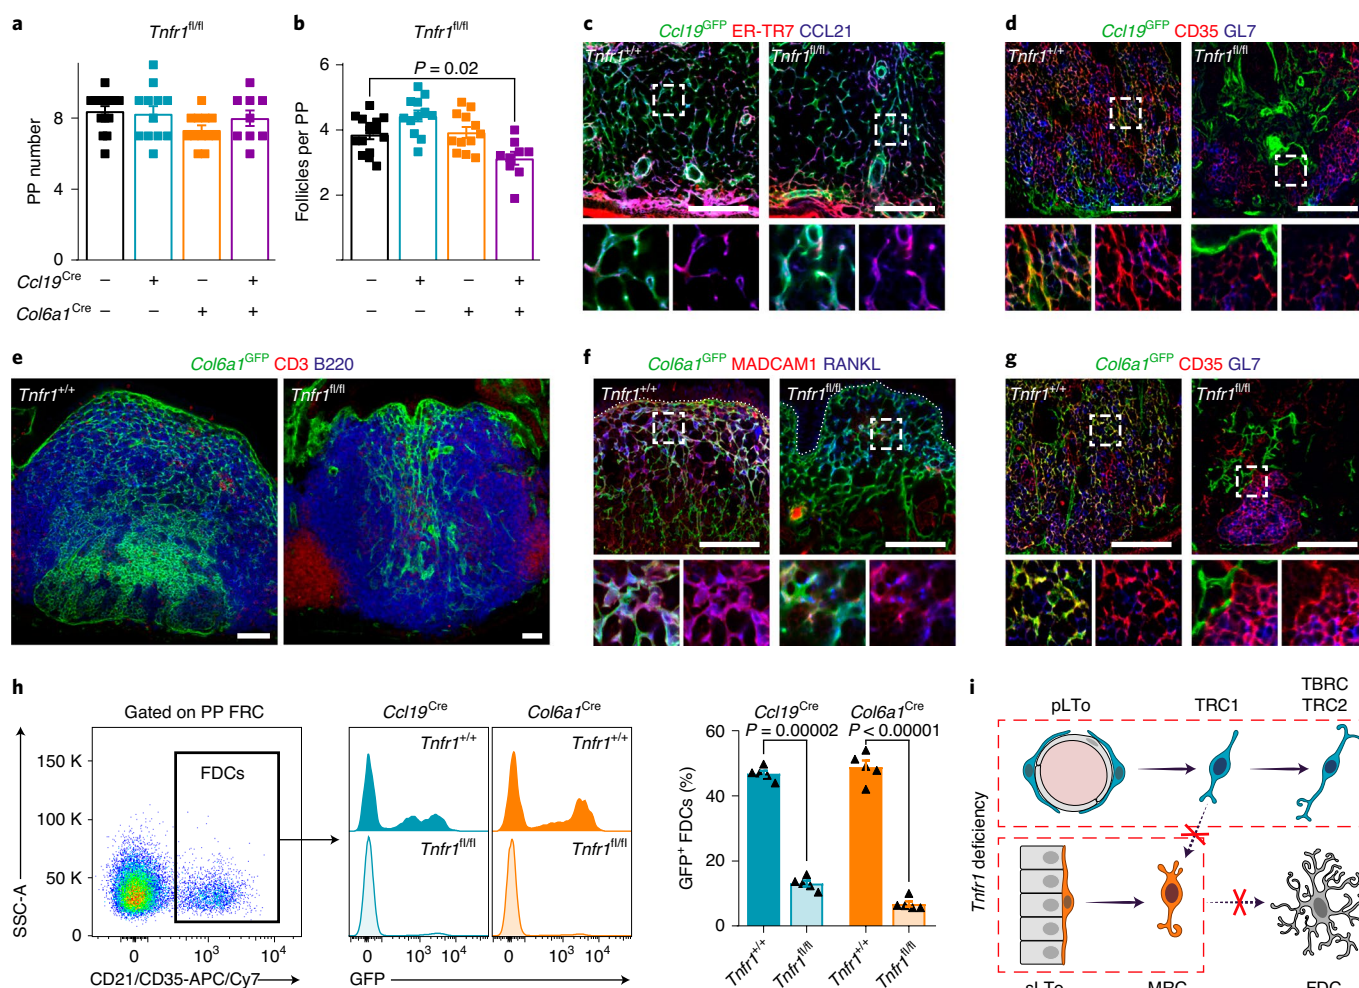 a
Tnfr1fl/fl
PP number
8
4
0
Ccl19Cre – + – +
Col6a1Cre – – + +
b
Tnfr1fl/fl
P = 0.02
Follicles per PP
6
4
2
– + – +
– – + +
c
Ccl19GFP ER-TR7 CCL21
Tnfr1+/+
Tnfr1fl/fl
d
Ccl19GFP CD35 GL7
Tnfr1+/+
Tnfr1fl/fl
e
Col6a1GFP CD3 B220
Tnfr1+/+
Tnfr1fl/fl
f
Col6a1GFP MADCAM1 RANKL
Tnfr1+/+
Tnfr1fl/fl
g
Col6a1GFP CD35 GL7
Tnfr1+/+
Tnfr1fl/fl
h
Gated on PP FRC
FDCs
SSC-A
150 K
100 K
50 K
0
0 10³ 10⁴
CD21/CD35-APC/Cy7
Ccl19Cre
Col6a1Cre
Tnfr1+/+
Tnfr1+/+
Tnfr1fl/fl
Tnfr1fl/fl
0 10³ 10⁴
0 10³ 10⁴
GFP
Ccl19Cre Col6a1Cre
P = 0.00002 P < 0.00001
GFP+ FDCs (%)
60
40
20
0
Tnfr1+/+
Tnfr1fl/fl
Tnfr1+/+
Tnfr1fl/fl
i
Tnfr1 deficiency
pLTo
TRC1
TBRC
TRC2
sLTo
MRC
FDC